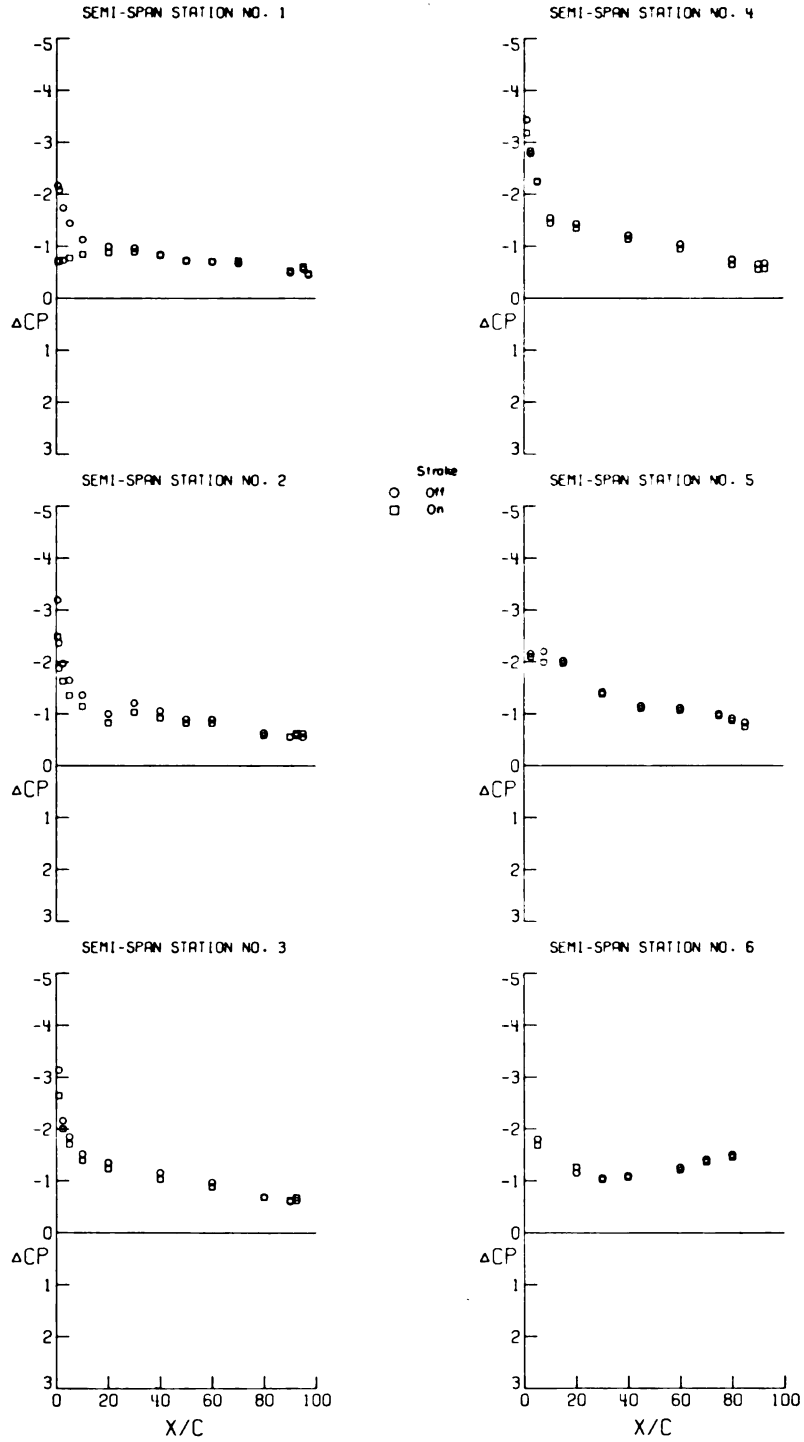 SEMI-SPAN STATION NO. 1
-5
-4
-3
-2
-1
0
ΔCP
1
2
3
SEMI-SPAN STATION NO. 4
-5
-4
-3
-2
-1
0
ΔCP
1
2
3
Stroke
Off
On
SEMI-SPAN STATION NO. 2
-5
-4
-3
-2
-1
0
ΔCP
1
2
3
SEMI-SPAN STATION NO. 5
-5
-4
-3
-2
-1
0
ΔCP
1
2
3
SEMI-SPAN STATION NO. 3
-5
-4
-3
-2
-1
0
ΔCP
1
2
3
0 20 40 60 80 100
X/C
SEMI-SPAN STATION NO. 6
-5
-4
-3
-2
-1
0
ΔCP
1
2
3
0 20 40 60 80 100
X/C